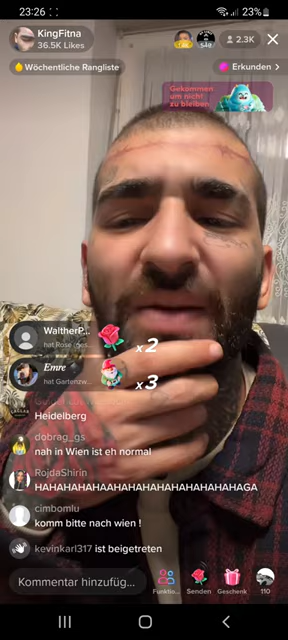 23:26
23%
KingFitna
36.5K Likes
2.3K
Wöchentliche Rangliste
Erkunden >
Gekommen
um nicht
zu bleiben
WaltherP...
hat Rose
x2
Emre
hat Gartenzw...
x3
Heidelberg
dobrag_gs
nah in Wien ist eh normal
RojdaShirin
HAHAHAHAHAAHAHAHAHAHAHAHAHAGA
cimbomlu
komm bitte nach wien !
kevinkarl317 ist beigetreten
Kommentar hinzufüg...
Funktio...
Senden
Geschenk
110